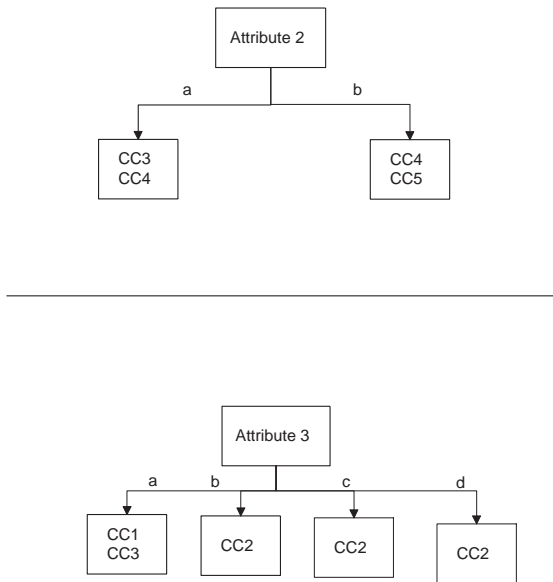 Attribute 2
a
b
CC3
CC4
CC4
CC5
Attribute 3
a
b
c
d
CC1
CC3
CC2
CC2
CC2